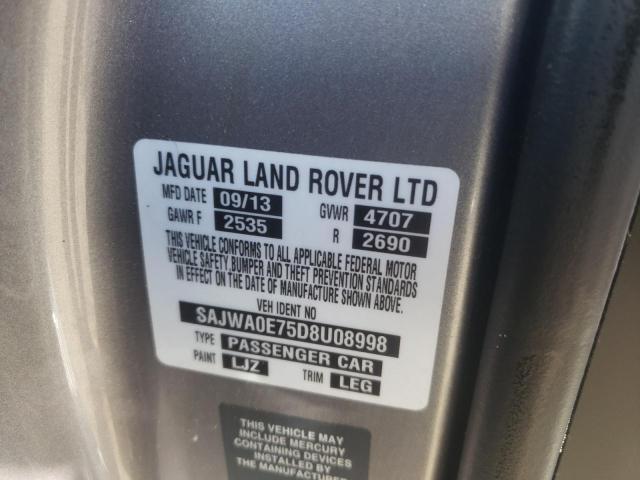 JAGUAR LAND ROVER LTD
MFD DATE 09/13 GVWR 4707
GAWR F 2535 R 2690
THIS VEHICLE CONFORMS TO ALL APPLICABLE FEDERAL MOTOR
VEHICLE SAFETY BUMPER AND THEFT PREVENTION STANDARDS
IN EFFECT ON THE DATE OF MANUFACTURE SHOWN ABOVE.
VEH IDENT NO
SAJWA0E75D8U08998
TYPE PASSENGER CAR
PAINT LJZ TRIM LEG
THIS VEHICLE MAY
INCLUDE MERCURY
CONTAINING DEVICES
INSTALLED BY
THE MANUFACTURER